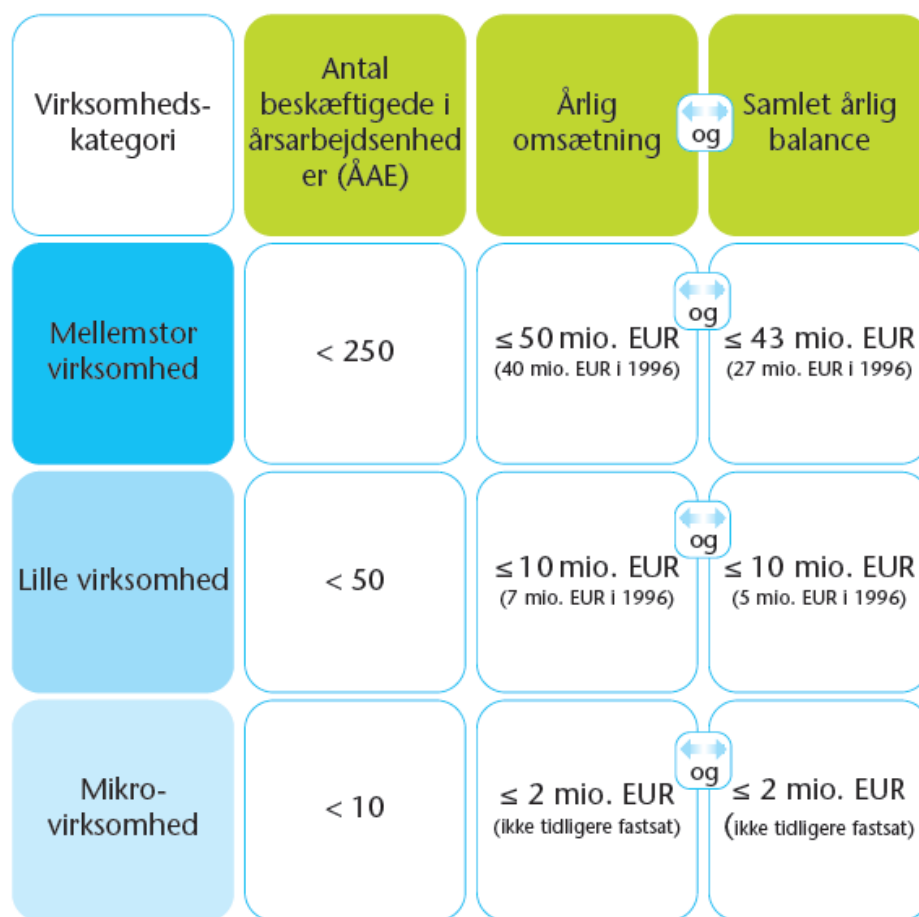 Virksomheds-
kategori
Antal
beskæftigede i
årsarbejdsenhed
er (ÅAE)
Årlig
omsætning
og
Samlet årlig
balance
Mellemstor
virksomhed
< 250
≤ 50 mio. EUR
(40 mio. EUR i 1996)
og
≤ 43 mio. EUR
(27 mio. EUR i 1996)
Lille virksomhed
< 50
≤ 10 mio. EUR
(7 mio. EUR i 1996)
og
≤ 10 mio. EUR
(5 mio. EUR i 1996)
Mikro-
virksomhed
< 10
≤ 2 mio. EUR
(ikke tidligere fastsat)
og
≤ 2 mio. EUR
(ikke tidligere fastsat)